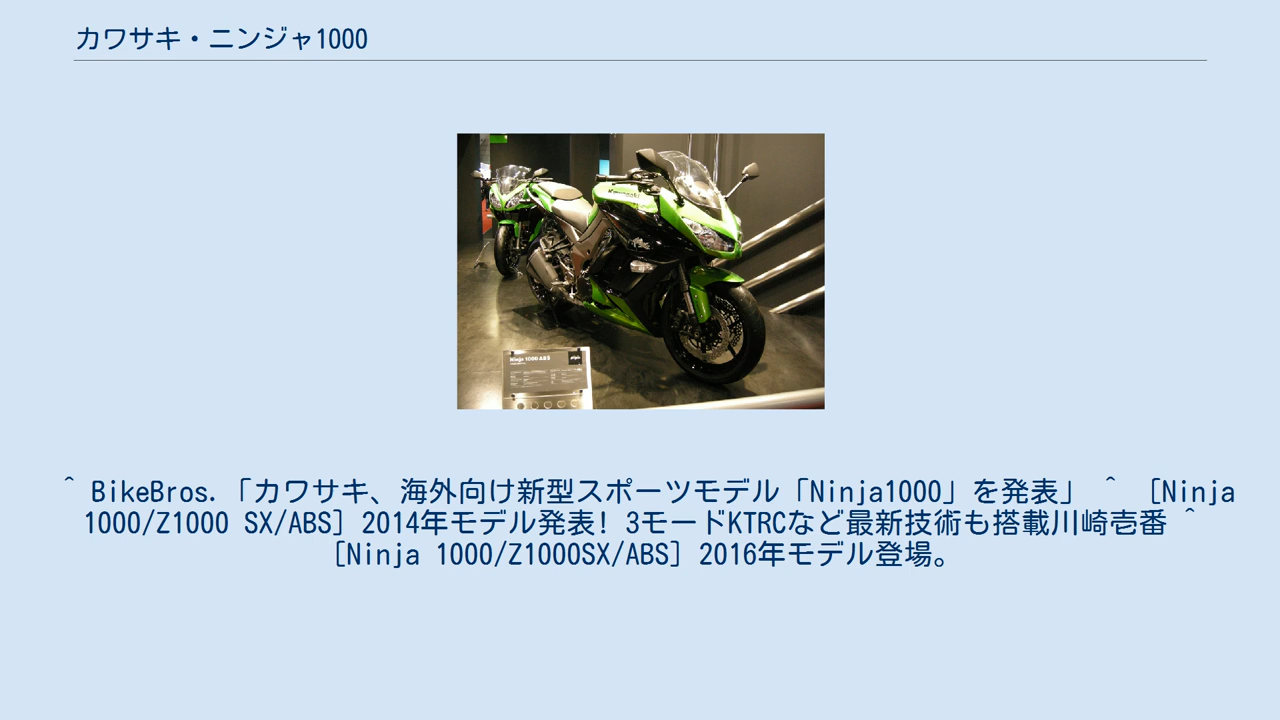 カワサキ・ニンジャ1000
Kawasaki
Ninja 1000 ABS
^ BikeBros.「カワサキ、海外向け新型スポーツモデル「Ninja1000」を発表」 ^ ［Ninja
1000/Z1000 SX/ABS］2014年モデル発表! 3モードKTRCなど最新技術も搭載川崎壱番 ^
［Ninja 1000/Z1000SX/ABS］2016年モデル登場。